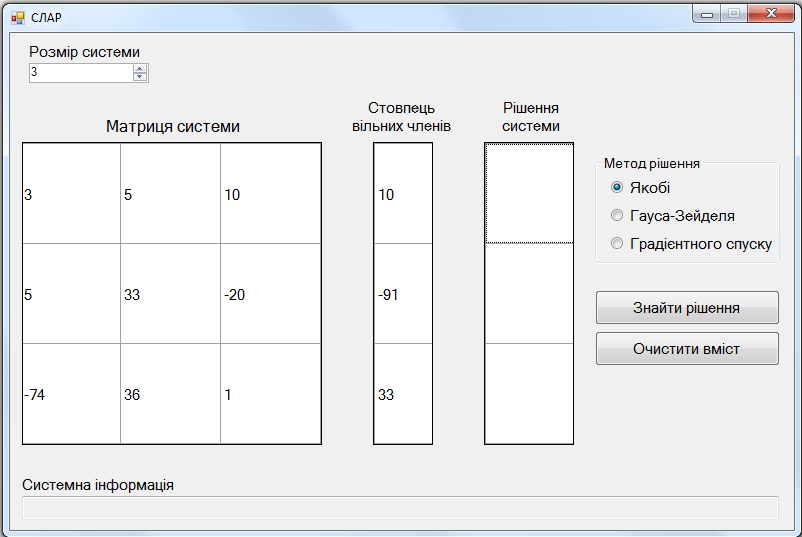 СЛАР
Розмір системи
3
Матриця системи
Стовпець
вільних членів
Рішення
системи
3 5 10
5 33 -20
-74 36 1
10
-91
33
Метод рішення
Якобі
Гауса-Зейделя
Градієнтного спуску
Знайти рішення
Очистити вміст
Системна інформація